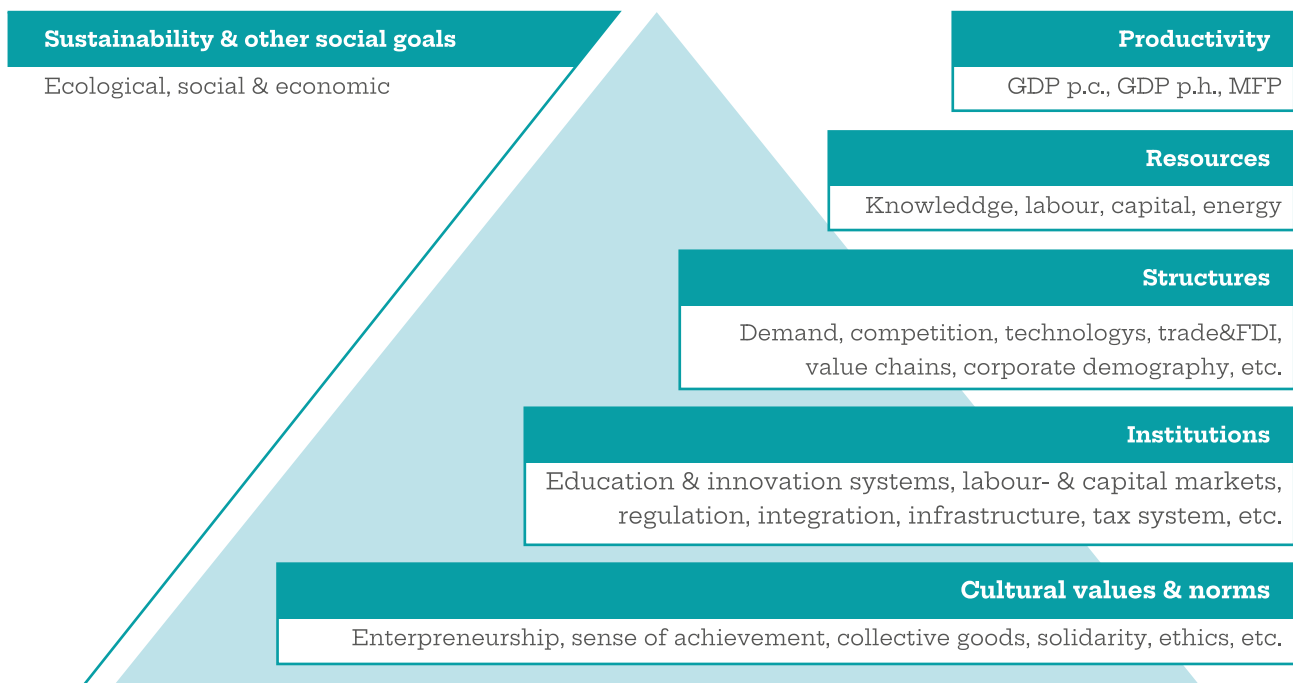 Sustainability & other social goals
Ecological, social & economic
Productivity
GDP p.c., GDP p.h., MFP
Resources
Knowleddge, labour, capital, energy
Structures
Demand, competition, technologys, trade&FDI,
value chains, corporate demography, etc.
Institutions
Education & innovation systems, labour- & capital markets,
regulation, integration, infrastructure, tax system, etc.
Cultural values & norms
Enterpreneurship, sense of achievement, collective goods, solidarity, ethics, etc.